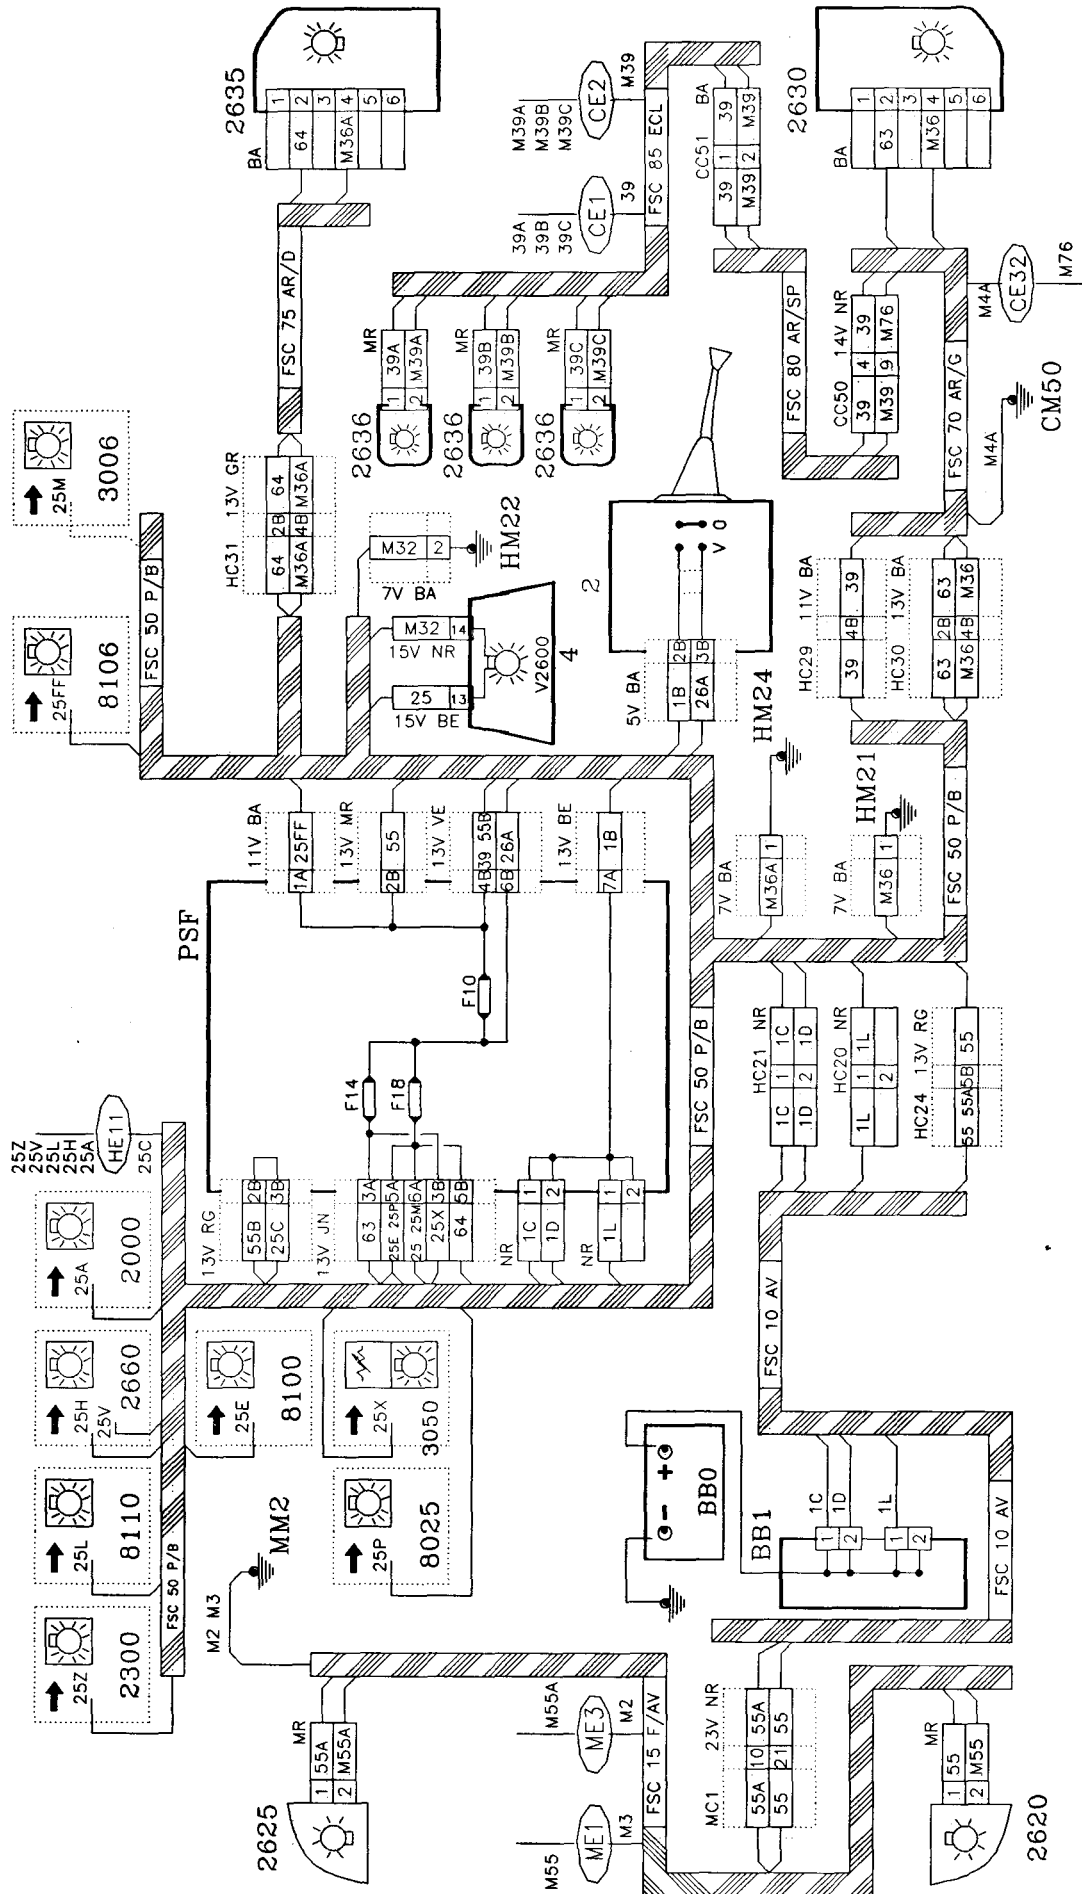 2635
BA
1
2
3
4
5
6
64
M36A
FSC 75 AR/D
HC31
13V GR
64
2B
64
M36A
4B
M36A
M39A
M39B
M39C
CE2
M39
39A
39B
39C
CE1
39
FSC 85 ECL
CC51
BA
39
1
39
M39
2
M39
2630
BA
1
2
3
4
5
6
63
M36
2636
MR
1
39A
2
M39A
2636
MR
1
39B
2
M39B
2636
MR
1
39C
2
M39C
FSC 80 AR/SP
CC50
14V NR
39
4
39
M39
9
M76
FSC 70 AR/G
M4A
CE32
M76
M4A
CM50
3006
25M
8106
25FF
FSC 50 P/B
M32
2
7V BA
HM22
M32
14
15V NR
25
13
15V BE
V2600
4
2
V
0
5V BA
1B
2B
26A
3B
HM24
7V BA
M36A
1
HM21
7V BA
M36
1
HC29
11V BA
39
4B
39
HC30
13V BA
63
2B
63
M36
4B
M36
FSC 50 P/B
PSF
11V BA
1A
25FF
13V MR
2B
55
13V VE
4B
39
55B
6B
26A
13V BE
7A
1B
F10
F14
F18
13V RG
55B
2B
25C
3B
13V JN
63
3A
25E
25P
5A
25
25M
6A
25X
3B
64
5B
NR
1C
1
1D
2
NR
1L
1
2
FSC 50 P/B
HC21
NR
1C
1
1C
1D
2
1D
HC20
NR
1L
1
1L
2
HC24
13V RG
55
55A
5B
55
25Z
25V
25L
25H
25A
HE11
25C
2000
25A
2660
25H
25V
8110
25L
2300
25Z
FSC 50 P/B
8100
25E
3050
25X
8025
25P
MM2
M2 M3
FSC 10 AV
BB0
- +
BB1
1C
1D
1L
1
2
1
2
FSC 10 AV
2625
MR
1
55A
2
M55A
M55A
ME3
M2
M55
ME1
M3
FSC 15 F/AV
MC1
23V NR
55A
10
55A
55
21
55
2620
MR
1
55
2
M55